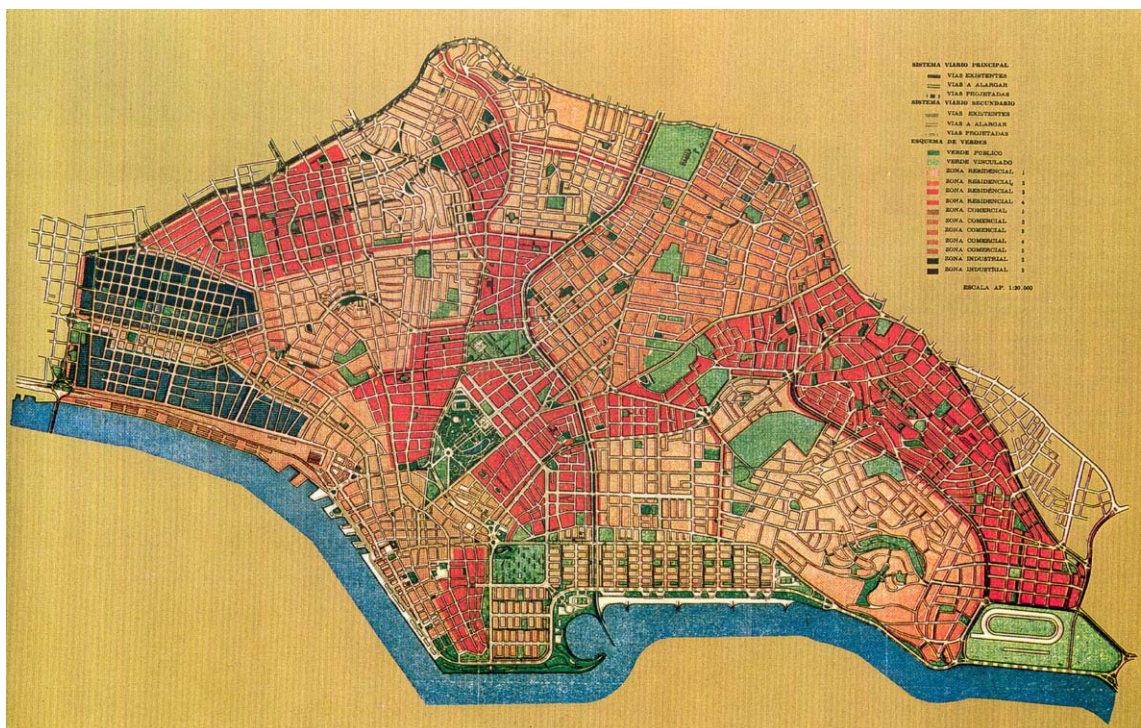 SISTEMA VIARIO PRINCIPAL
VIAS EXISTENTES
VIAS A ALARGAR
VIAS PROJETADAS
SISTEMA VIARIO SECUNDARIO
VIAS EXISTENTES
VIAS A ALARGAR
VIAS PROJETADAS
ESQUEMA DE VERDES
VERDE PUBLICO
VERDE VINCULADO
ZONA RESIDENCIAL 1
ZONA RESIDENCIAL 2
ZONA RESIDENCIAL 3
ZONA RESIDENCIAL 4
ZONA COMERCIAL 1
ZONA COMERCIAL 2
ZONA COMERCIAL 3
ZONA COMERCIAL 4
ZONA COMERCIAL
ZONA INDUSTRIAL
ZONA INDUSTRIAL
ESCALA AP. 1:20.000